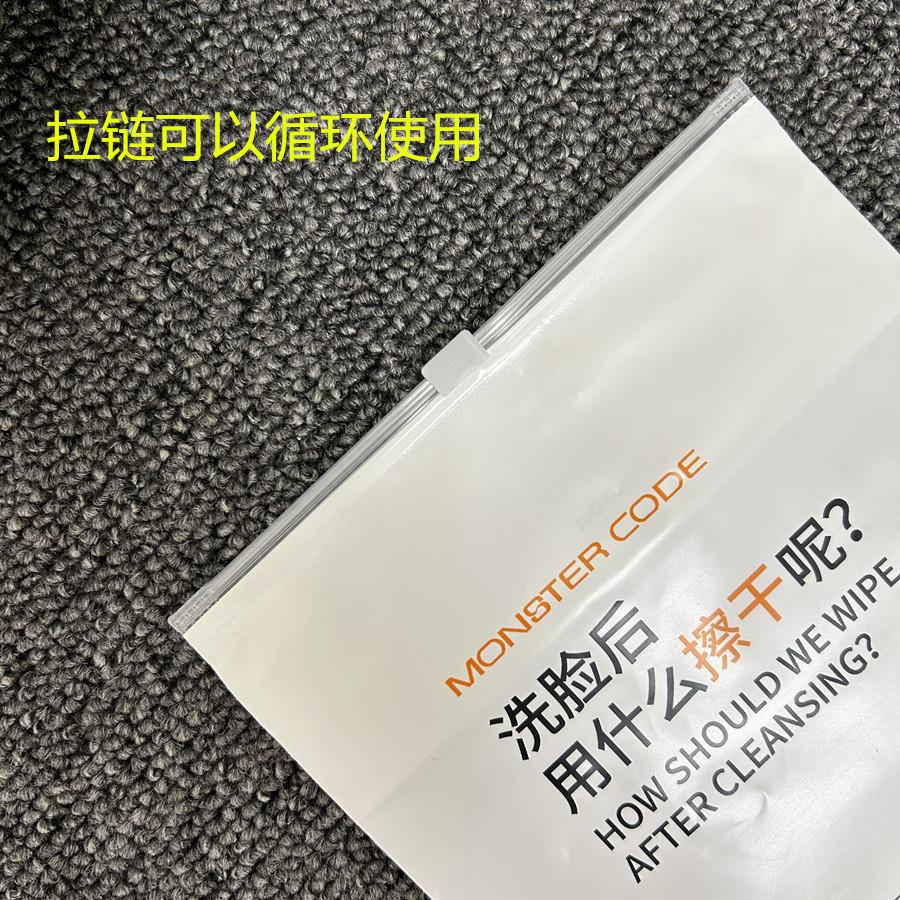 拉链可以循环使用
MONSTER CODE
洗脸后
用什么擦干呢?
HOW SHOULD WE WIPE
AFTER CLEANSING?